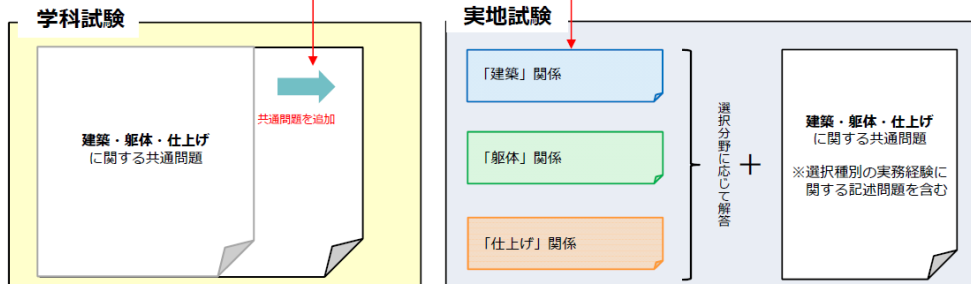 学科試験
共通問題を追加
建築・躯体・仕上げ
に関する共通問題
実地試験
「建築」関係
「躯体」関係
「仕上げ」関係
選択分野に応じて解答
＋
建築・躯体・仕上げ
に関する共通問題
※選択種別の実務経験に
関する記述問題を含む